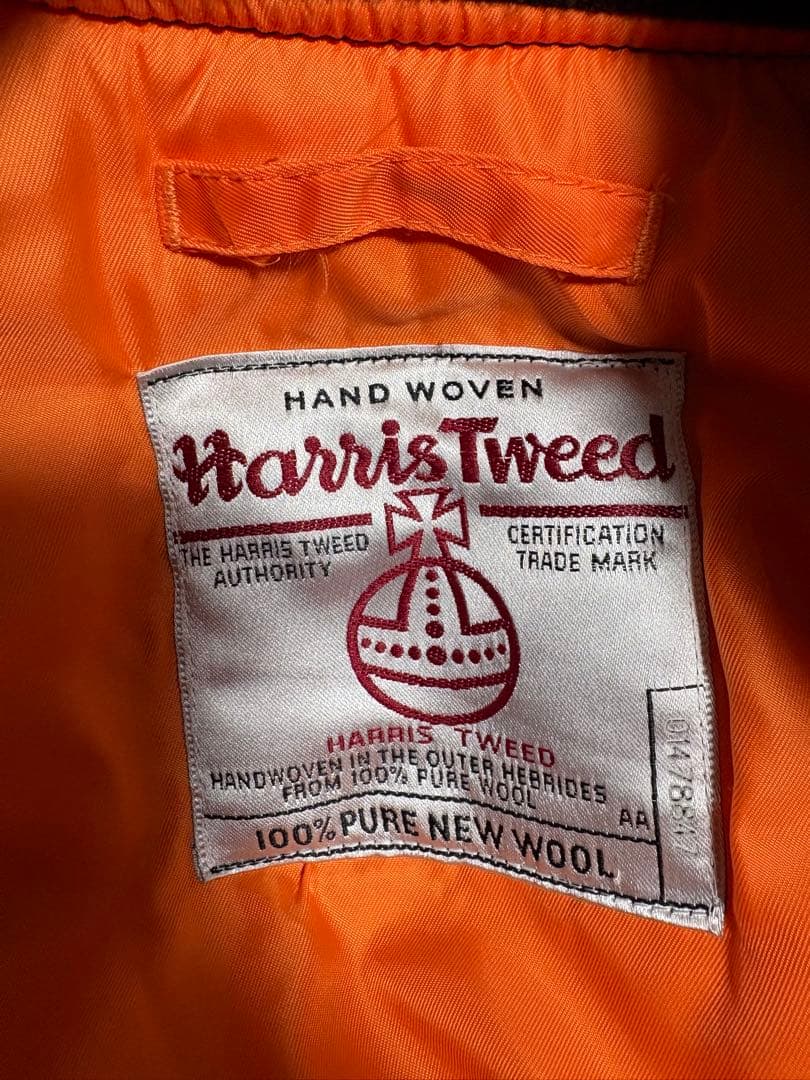 HAND WOVEN
Harris Tweed
THE HARRIS TWEED
AUTHORITY
CERTIFICATION
TRADE MARK
HARRIS TWEED
HANDWOVEN IN THE OUTER HEBRIDES
FROM 100% PURE WOOL
AA
100% PURE NEW WOOL